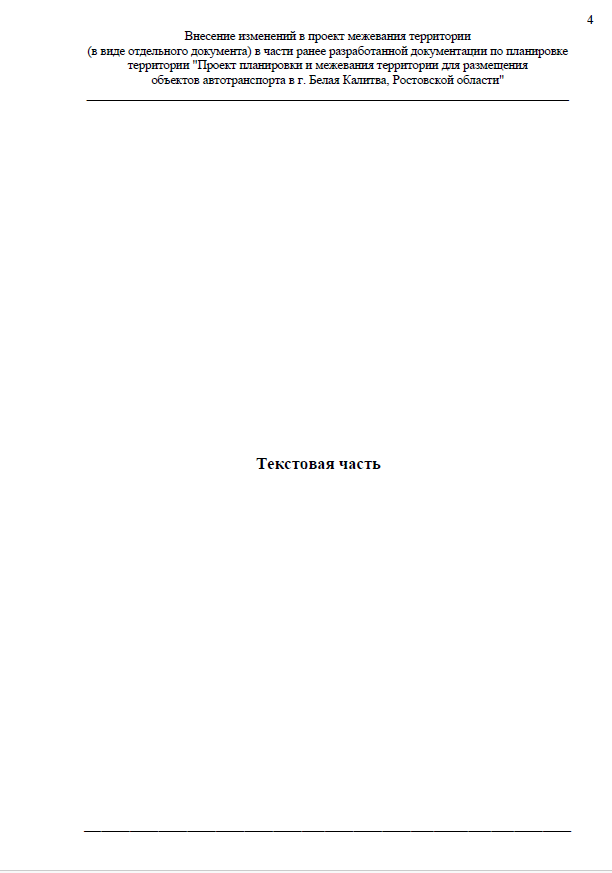 4
Внесение изменений в проект межевания территории
(в виде отдельного документа) в части ранее разработанной документации по планировке
территории "Проект планировки и межевания территории для размещения
объектов автотранспорта в г. Белая Калитва, Ростовской области"
Текстовая часть